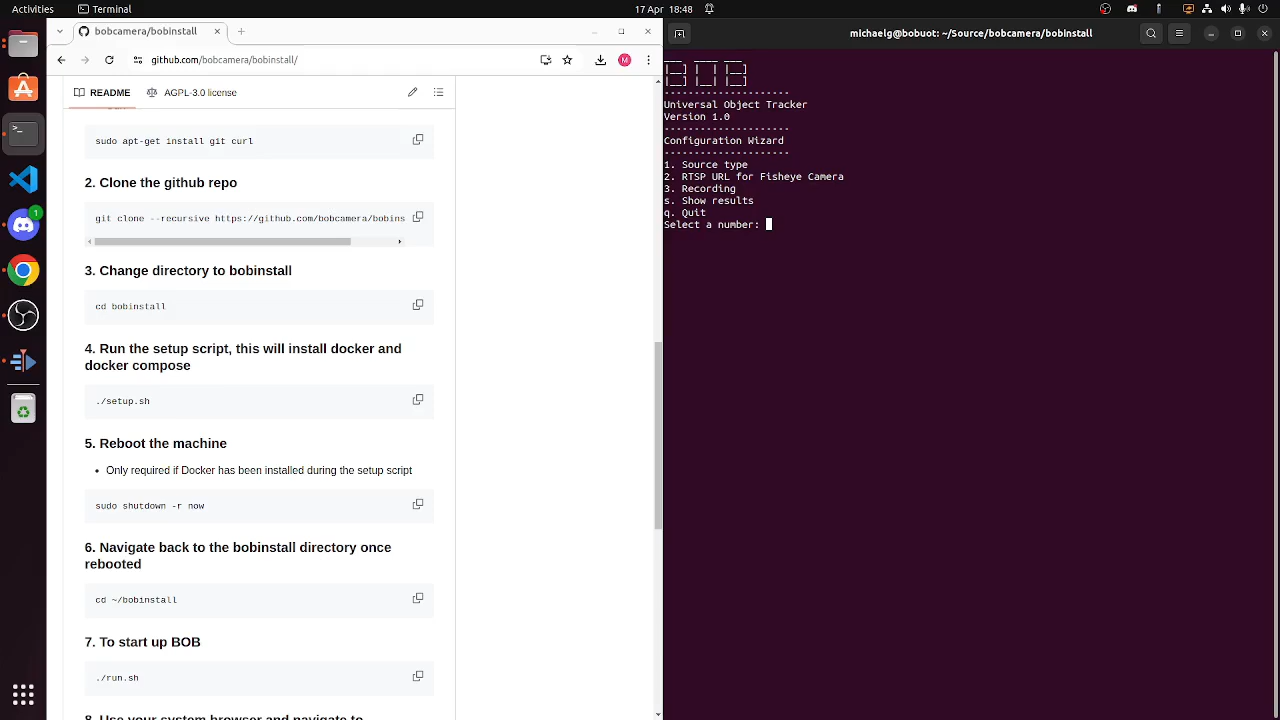 Activities
Terminal
17 Apr 18:48
bobcamera/bobinstall
github.com/bobcamera/bobinstall/
M
README
AGPL-3.0 license
sudo apt-get install git curl
2. Clone the github repo
git clone --recursive https://github.com/bobcamera/bobins
3. Change directory to bobinstall
cd bobinstall
4. Run the setup script, this will install docker and
docker compose
./setup.sh
5. Reboot the machine
• Only required if Docker has been installed during the setup script
sudo shutdown -r now
6. Navigate back to the bobinstall directory once
rebooted
cd ~/bobinstall
7. To start up BOB
./run.sh
8. Use your system browser and navigate to
1
michaelg@bobuot: ~/Source/bobcamera/bobinstall
BOB
--------------------
Universal Object Tracker
Version 1.0
--------------------
Configuration Wizard
--------------------
1. Source type
2. RTSP URL for Fisheye Camera
3. Recording
s. Show results
q. Quit
Select a number: